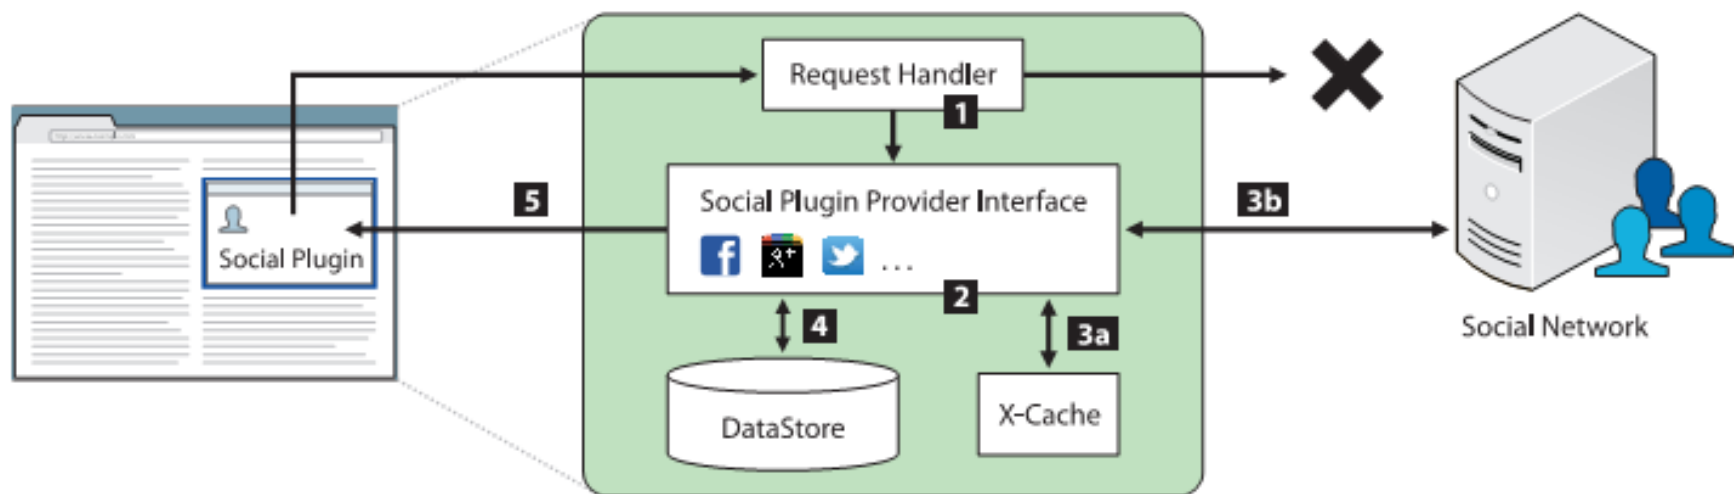 Request Handler
1
Social Plugin Provider Interface
f g+ ...
2
5
3b
Social Plugin
4
3a
DataStore
X-Cache
Social Network